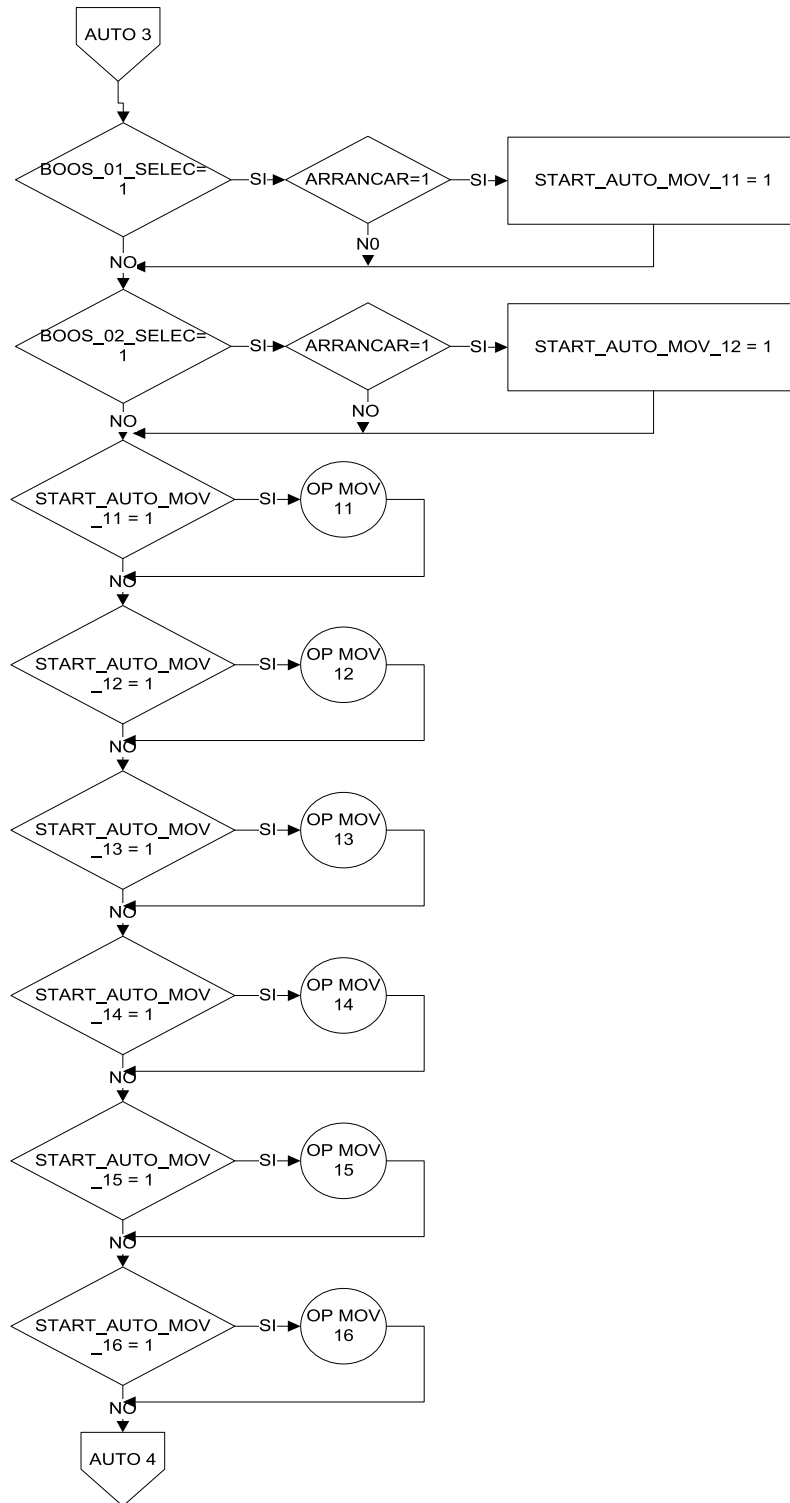 AUTO 3
BOOS_01_SELEC=
1
SI
ARRANCAR=1
SI
START_AUTO_MOV_11 = 1
N0
NO
BOOS_02_SELEC=
1
SI
ARRANCAR=1
SI
START_AUTO_MOV_12 = 1
NO
NO
START_AUTO_MOV
_11 = 1
SI
OP MOV
11
NO
START_AUTO_MOV
_12 = 1
SI
OP MOV
12
NO
START_AUTO_MOV
_13 = 1
SI
OP MOV
13
NO
START_AUTO_MOV
_14 = 1
SI
OP MOV
14
NO
START_AUTO_MOV
_15 = 1
SI
OP MOV
15
NO
START_AUTO_MOV
_16 = 1
SI
OP MOV
16
NO
AUTO 4